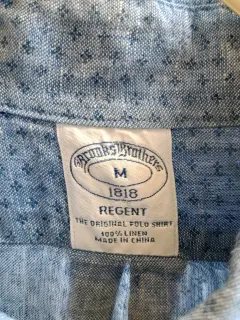 Brooks Brothers
M
1818
REGENT
THE ORIGINAL POLO SHIRT
100% LINEN
MADE IN CHINA